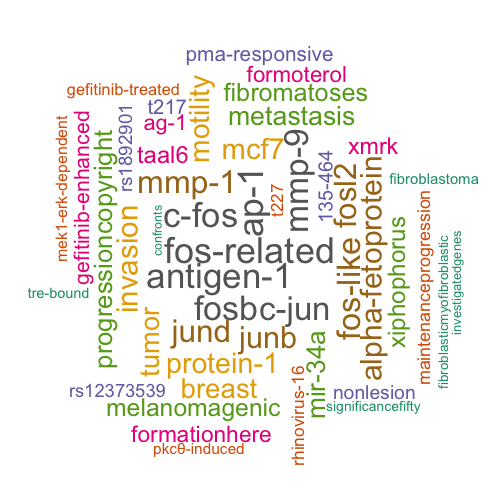 pma-responsive
formoterol
gefitinib-treated
fibromatoses
t217
metastasis
ag-1
motility
rs1892901
mcf7
mmp-9
xmrk
taal6
gefitinib-enhanced
mek1-erk-dependent
progressioncopyright
mmp-1
ap-1
t227
135-464
fosl2
fos-like
alpha-fetoprotein
fibroblastoma
c-fos
confronts
invasion
fos-related
antigen-1
xiphophorus
maintenanceprogression
fibroblasticmyofibroblastic
investigatedgenes
tre-bound
fosbc-jun
tumor
jund
junb
mir-34a
protein-1
rs12373539
breast
rhinovirus-16
nonlesion
melanomagenic
significancefifty
formationhere
pkcθ-induced